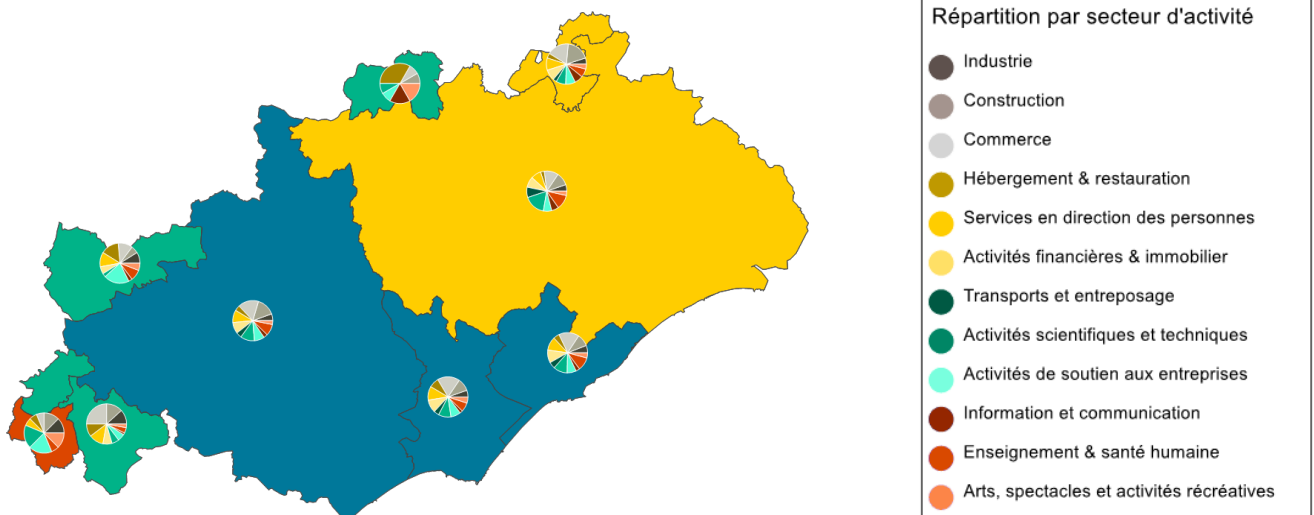 Répartition par secteur d'activité
Industrie
Construction
Commerce
Hébergement & restauration
Services en direction des personnes
Activités financières & immobilier
Transports et entreposage
Activités scientifiques et techniques
Activités de soutien aux entreprises
Information et communication
Enseignement & santé humaine
Arts, spectacles et activités récréatives